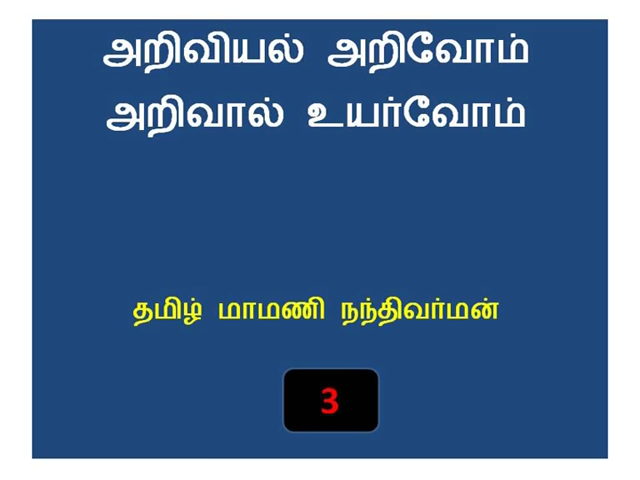 அறிவியல் அறிவோம்
அறிவால் உயர்வோம்
தமிழ் மாமணி நந்திவர்மன்
3